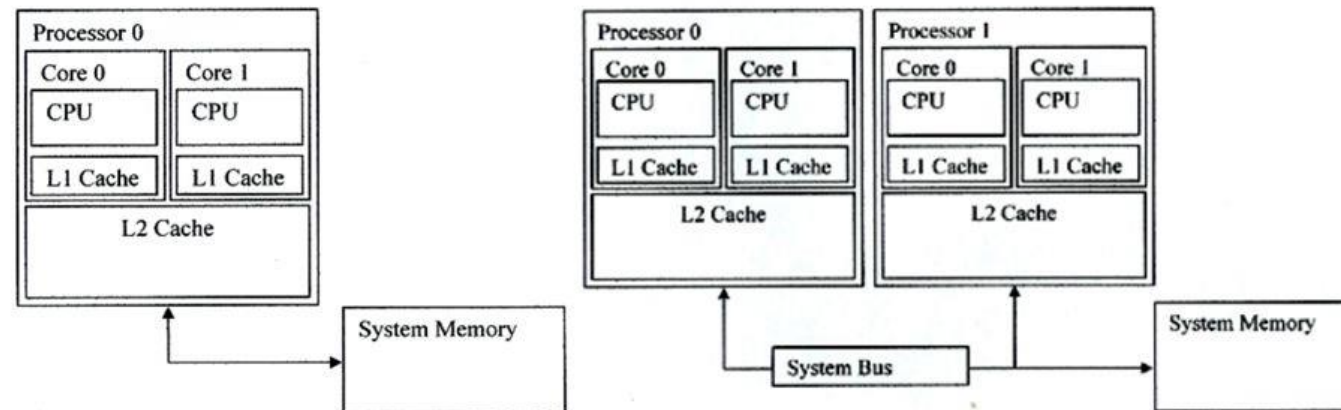 Processor 0
Core 0
CPU
L1 Cache
Core 1
CPU
L1 Cache
L2 Cache
System Memory
Processor 0
Core 0
CPU
L1 Cache
Core 1
CPU
L1 Cache
L2 Cache
Processor 1
Core 0
CPU
L1 Cache
Core 1
CPU
L1 Cache
L2 Cache
System Bus
System Memory